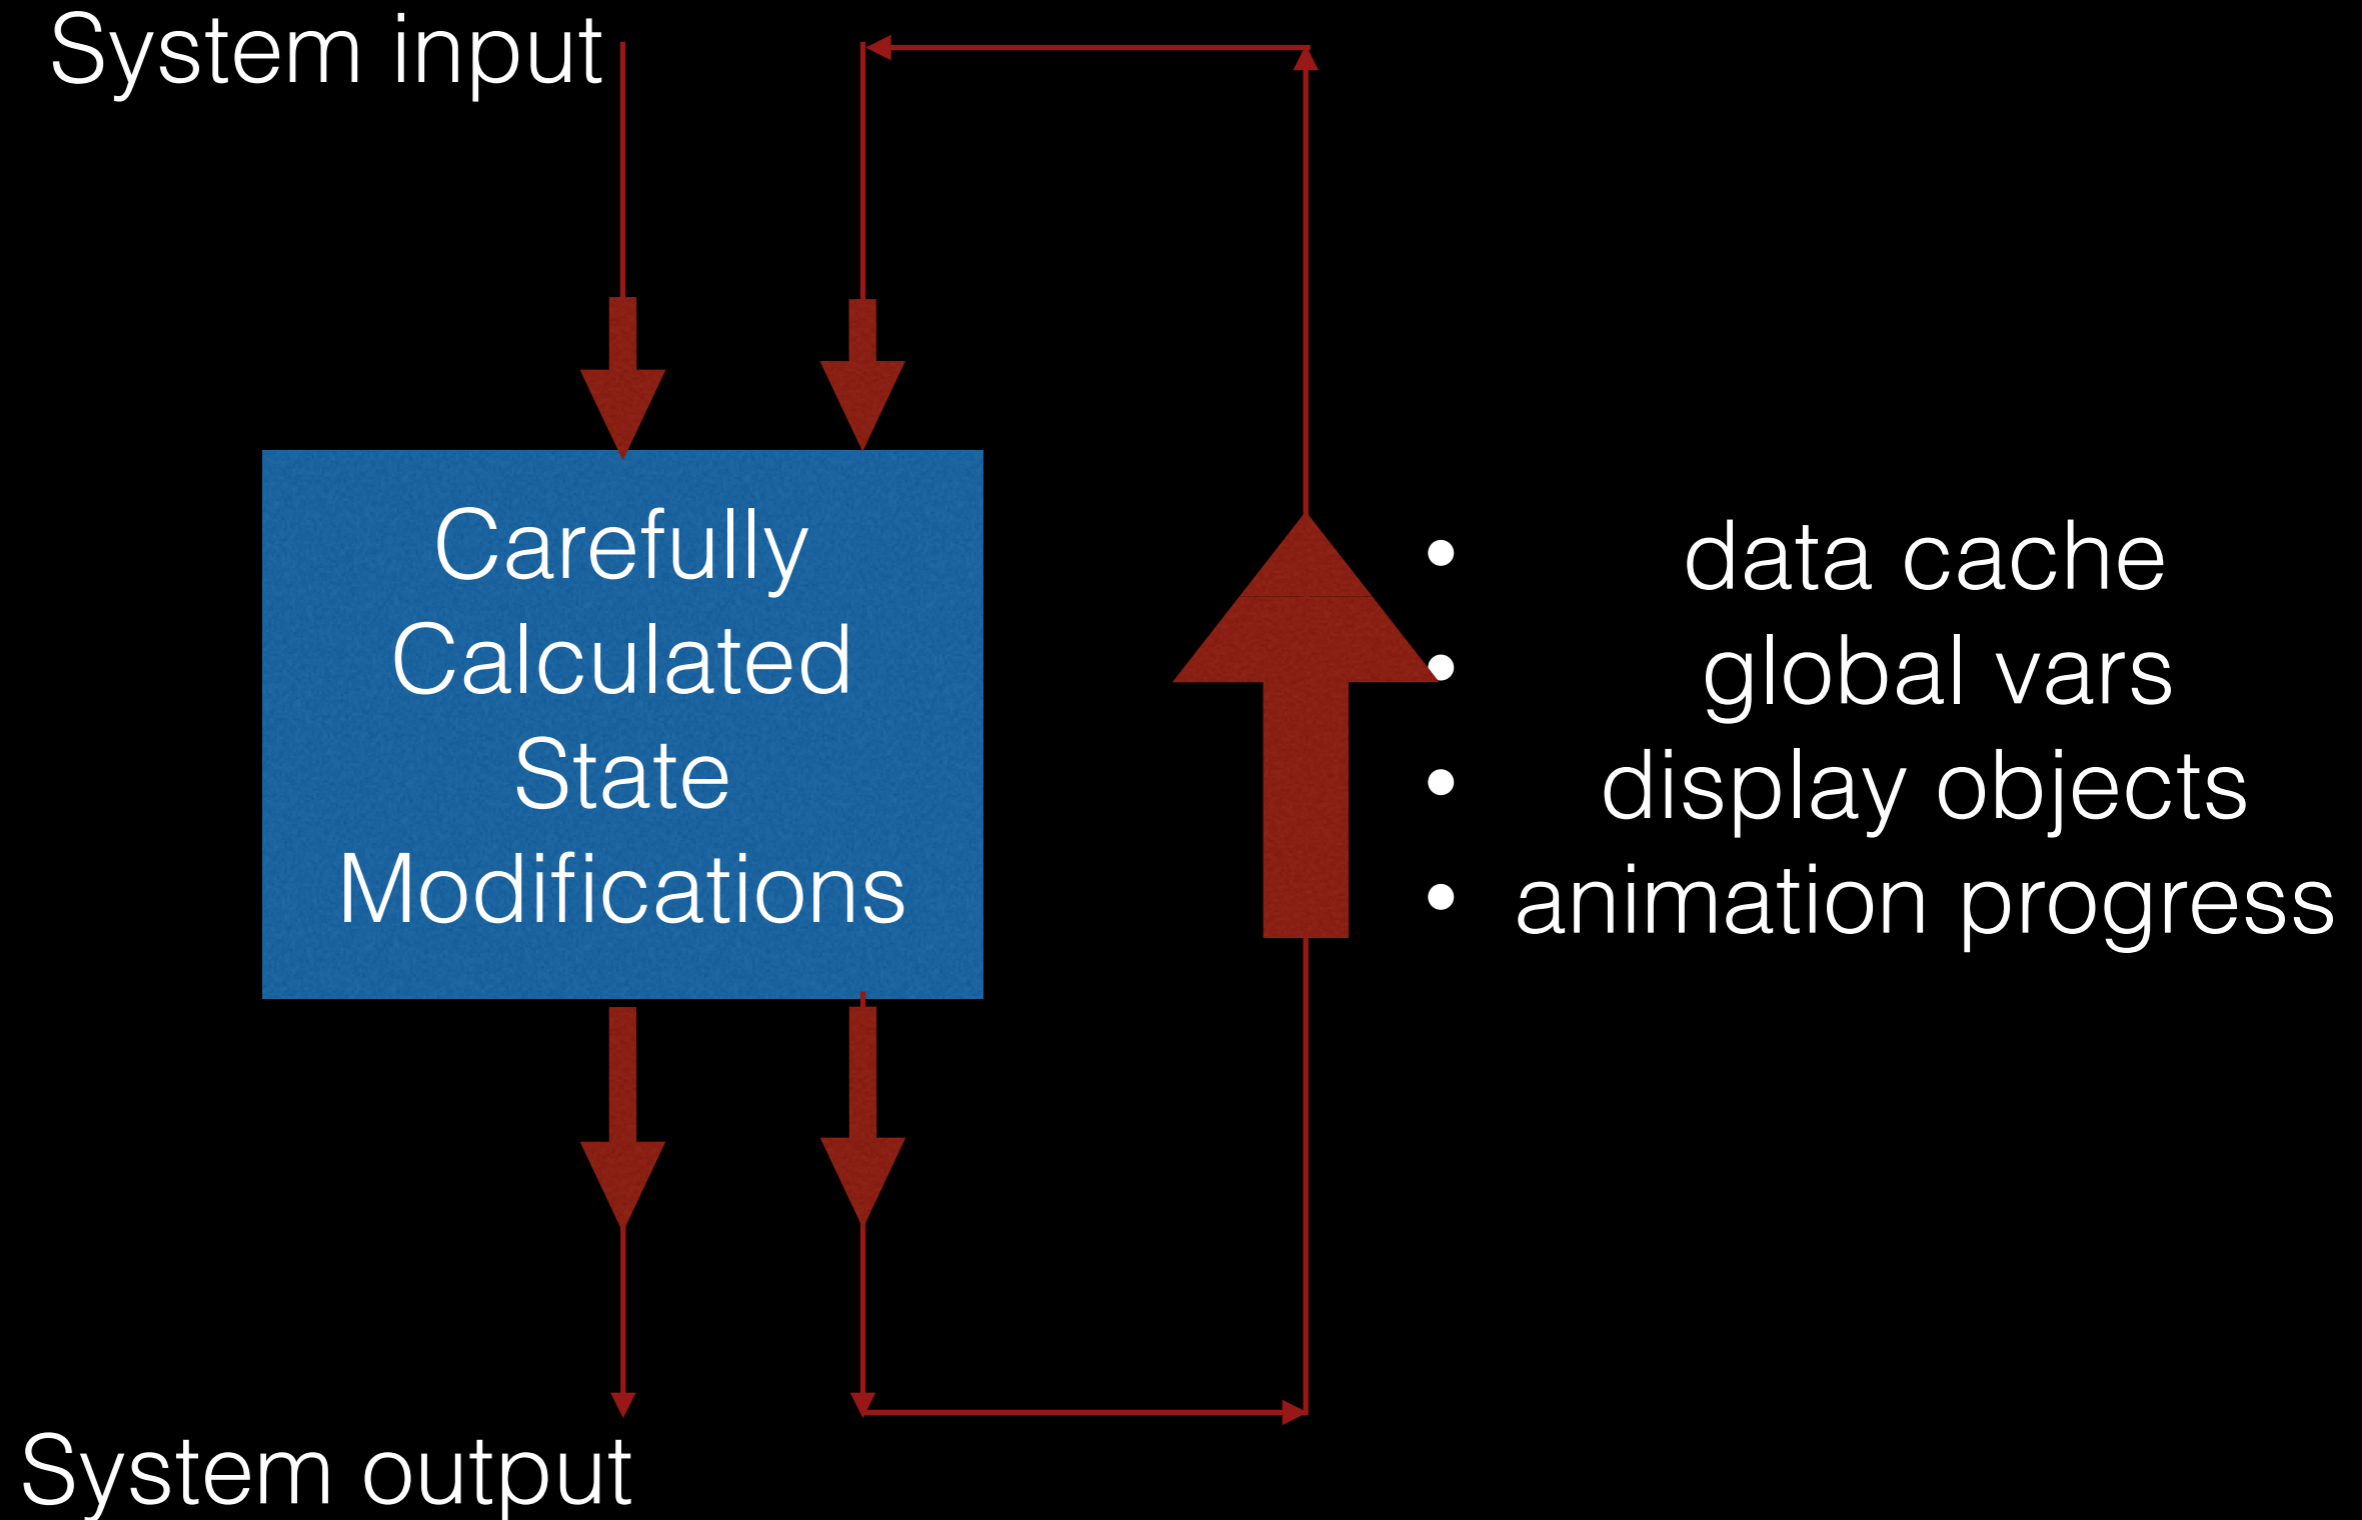 System input
Carefully
Calculated
State
Modifications
• data cache
• global vars
• display objects
• animation progress
System output